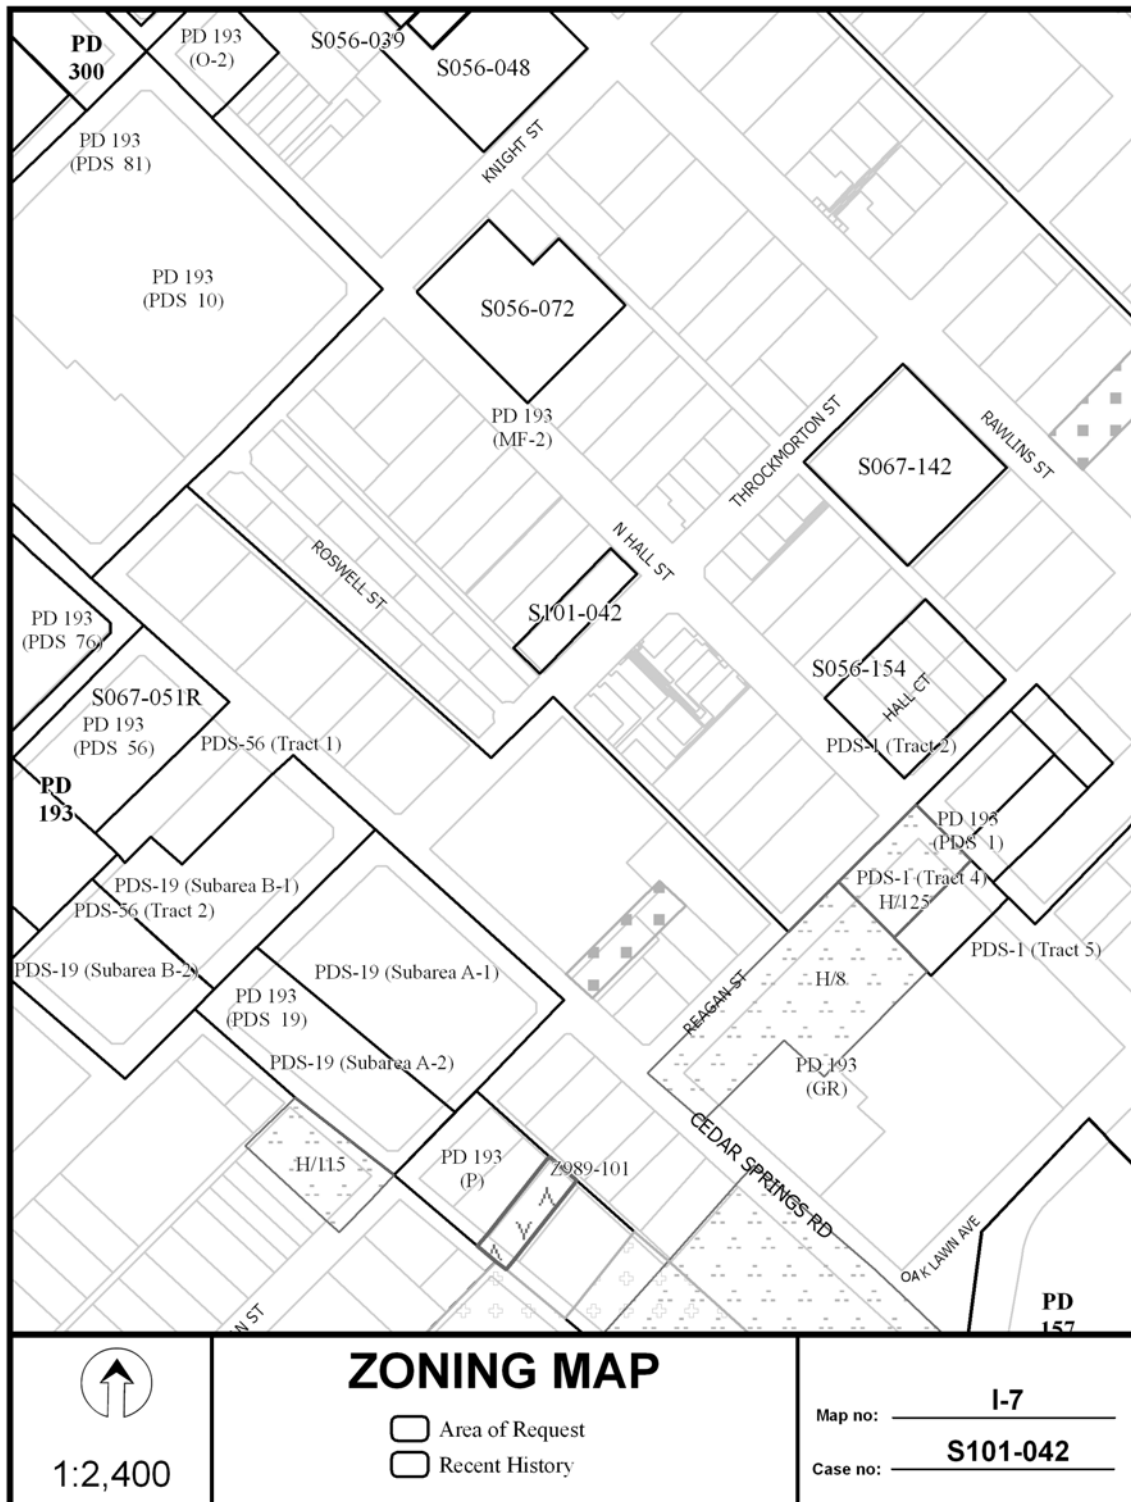 PD
300
PD 193
(O-2)
S056-039
S056-048
KNIGHT ST
PD 193
(PDS 81)
PD 193
(PDS 10)
S056-072
PD 193
(MF-2)
THROCKMORTON ST
RAWLINS ST
S067-142
N HALL ST
ROSWELL ST
S101-042
PD 193
(PDS 76)
S056-154
HALL CT
S067-051R
PD 193
(PDS 56)
PDS-56 (Tract 1)
PDS-1 (Tract 2)
PD
193
PD 193
(PDS 1)
PDS-19 (Subarea B-1)
PDS-56 (Tract 2)
PDS-1 (Tract 4)
H/125
PDS-1 (Tract 5)
PDS-19 (Subarea B-2)
PDS-19 (Subarea A-1)
H/8
REAGAN ST
PD 193
(PDS 19)
PDS-19 (Subarea A-2)
PD 193
(GR)
CEDAR SPRINGS RD
H/115
PD 193
(P)
Z989-101
OAK LAWN AVE
PD
157
N ST
ZONING MAP
Area of Request
Recent History
1:2,400
Map no: I-7
Case no: S101-042